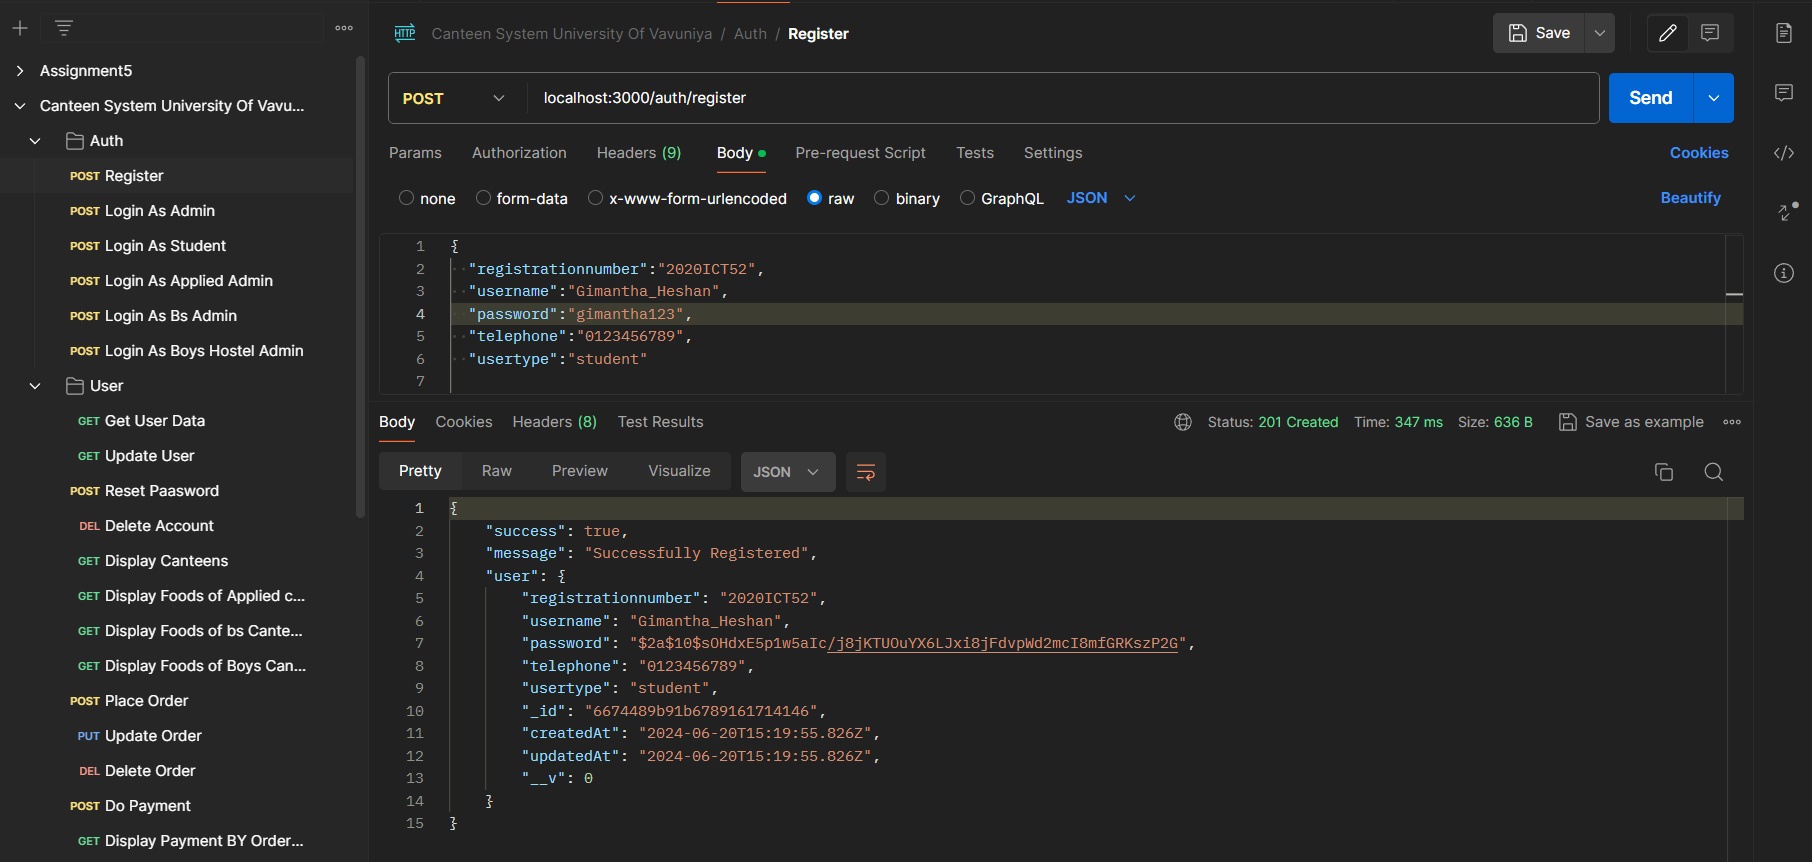 Assignment5
Canteen System University Of Vavu...
Auth
POST Register
POST Login As Admin
POST Login As Student
POST Login As Applied Admin
POST Login As Bs Admin
POST Login As Boys Hostel Admin
User
GET Get User Data
GET Update User
POST Reset Paasword
DEL Delete Account
GET Display Canteens
GET Display Foods of Applied c...
GET Display Foods of bs Cante...
GET Display Foods of Boys Can...
POST Place Order
PUT Update Order
DEL Delete Order
POST Do Payment
GET Display Payment BY Order...
HTTP Canteen System University Of Vavuniya / Auth / Register
Save
POST localhost:3000/auth/register Send
Params Authorization Headers (9) Body Pre-request Script Tests Settings Cookies
none form-data x-www-form-urlencoded raw binary GraphQL JSON Beautify
1 {
2 "registrationnumber":"2020ICT52",
3 "username":"Gimantha_Heshan",
4 "password":"gimantha123",
5 "telephone":"0123456789",
6 "usertype":"student"
7
Body Cookies Headers (8) Test Results Status: 201 Created Time: 347 ms Size: 636 B Save as example
Pretty Raw Preview Visualize JSON
1 {
2 "success": true,
3 "message": "Successfully Registered",
4 "user": {
5 "registrationnumber": "2020ICT52",
6 "username": "Gimantha_Heshan",
7 "password": "$2a$10$sOHdxE5p1w5aIc/j8jKTUOuYX6LJxi8jFdvpWd2mcI8mfGRKszP2G",
8 "telephone": "0123456789",
9 "usertype": "student",
10 "_id": "6674489b91b6789161714146",
11 "createdAt": "2024-06-20T15:19:55.826Z",
12 "updatedAt": "2024-06-20T15:19:55.826Z",
13 "__v": 0
14 }
15 }